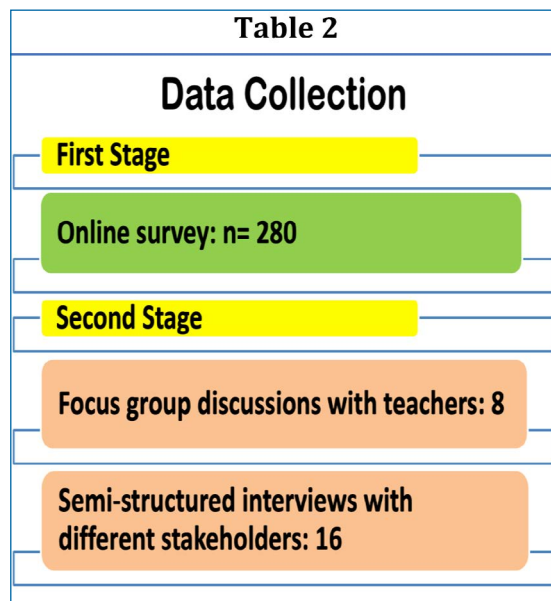 Table 2
Data Collection
First Stage
Online survey: n= 280
Second Stage
Focus group discussions with teachers: 8
Semi-structured interviews with
different stakeholders: 16